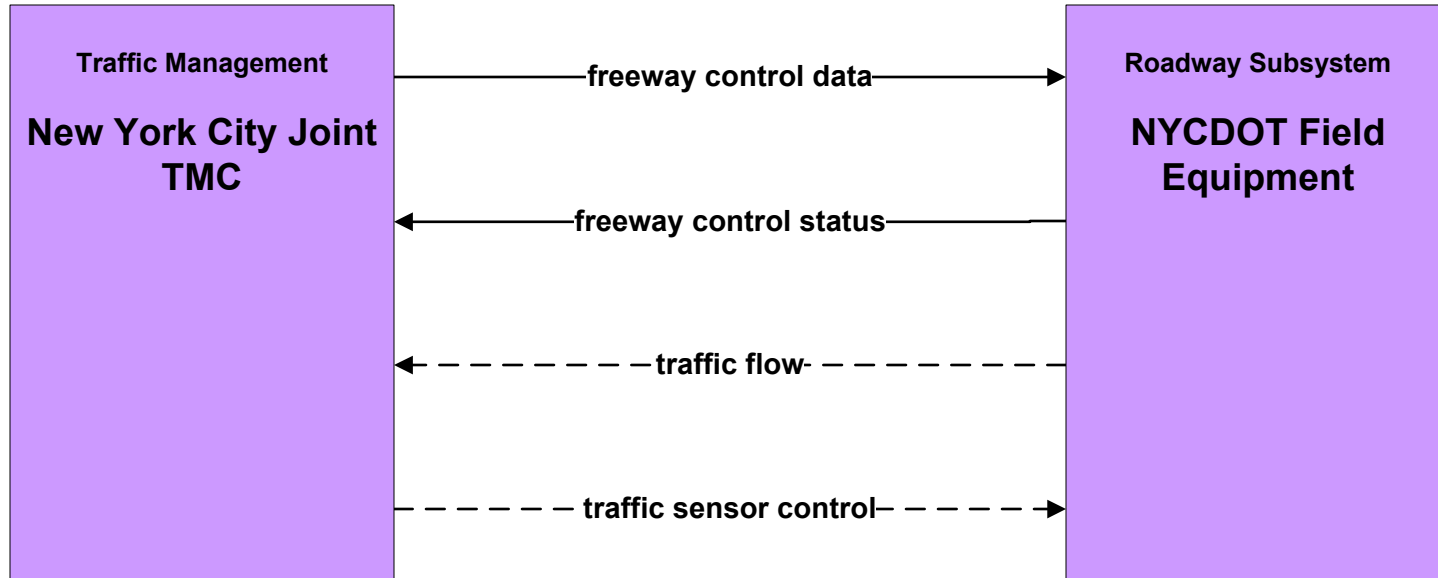 Traffic Management
New York City Joint
TMC
freeway control data
freeway control status
traffic flow
traffic sensor control
Roadway Subsystem
NYCDOT Field
Equipment